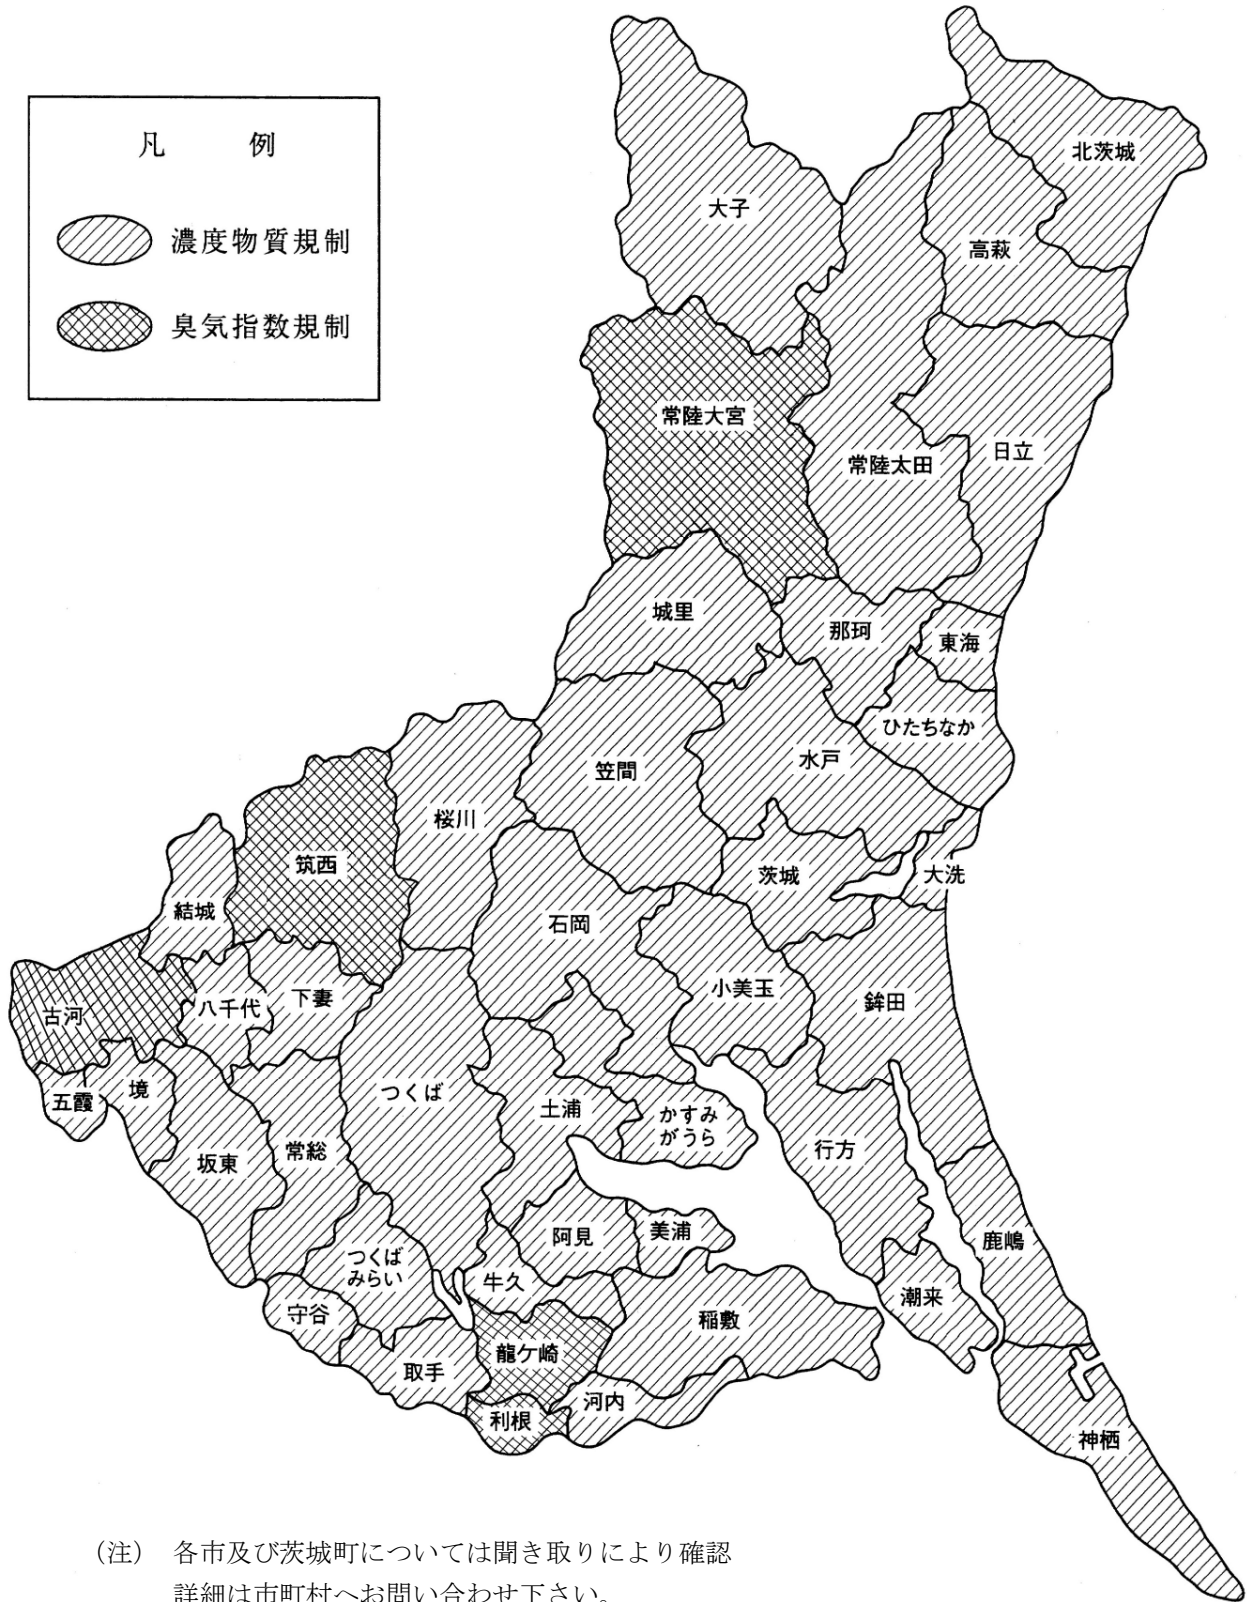 凡例
濃度物質規制
臭気指数規制
北茨城
大子
高萩
常陸大宮
日立
常陸太田
城里
那珂
東海
ひたちなか
水戸
笠間
桜川
筑西
茨城
大洗
結城
石岡
小美玉
鉾田
下妻
八千代
古河
つくば
境
五霞
土浦
かすみ
がうら
常総
坂東
行方
阿見
美浦
鹿嶋
つくば
みらい
牛久
潮来
守谷
稲敷
龍ケ崎
取手
河内
利根
神栖
（注） 各市及び茨城町については聞き取りにより確認
詳細は市町村へお問い合わせ下さい。